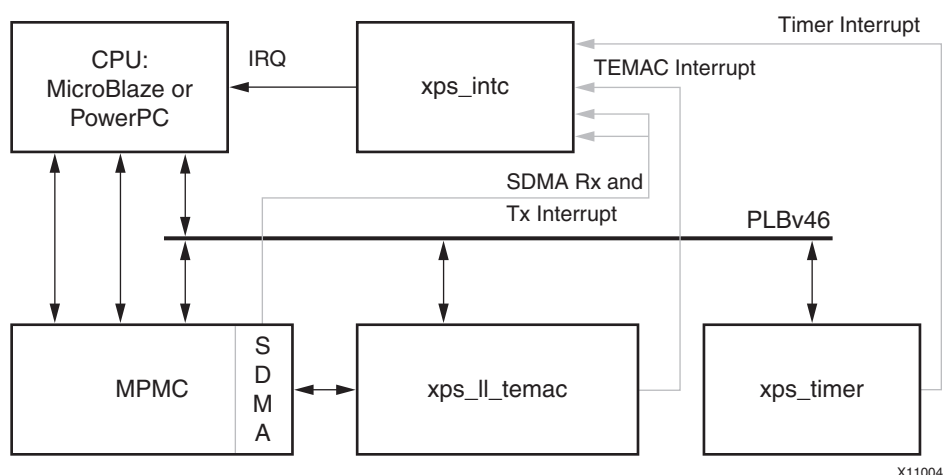 Timer Interrupt
CPU:
MicroBlaze or
PowerPC
IRQ
xps_intc
TEMAC Interrupt
SDMA Rx and
Tx Interrupt
PLBv46
MPMC
S
D
M
A
xps_ll_temac
xps_timer
X11004